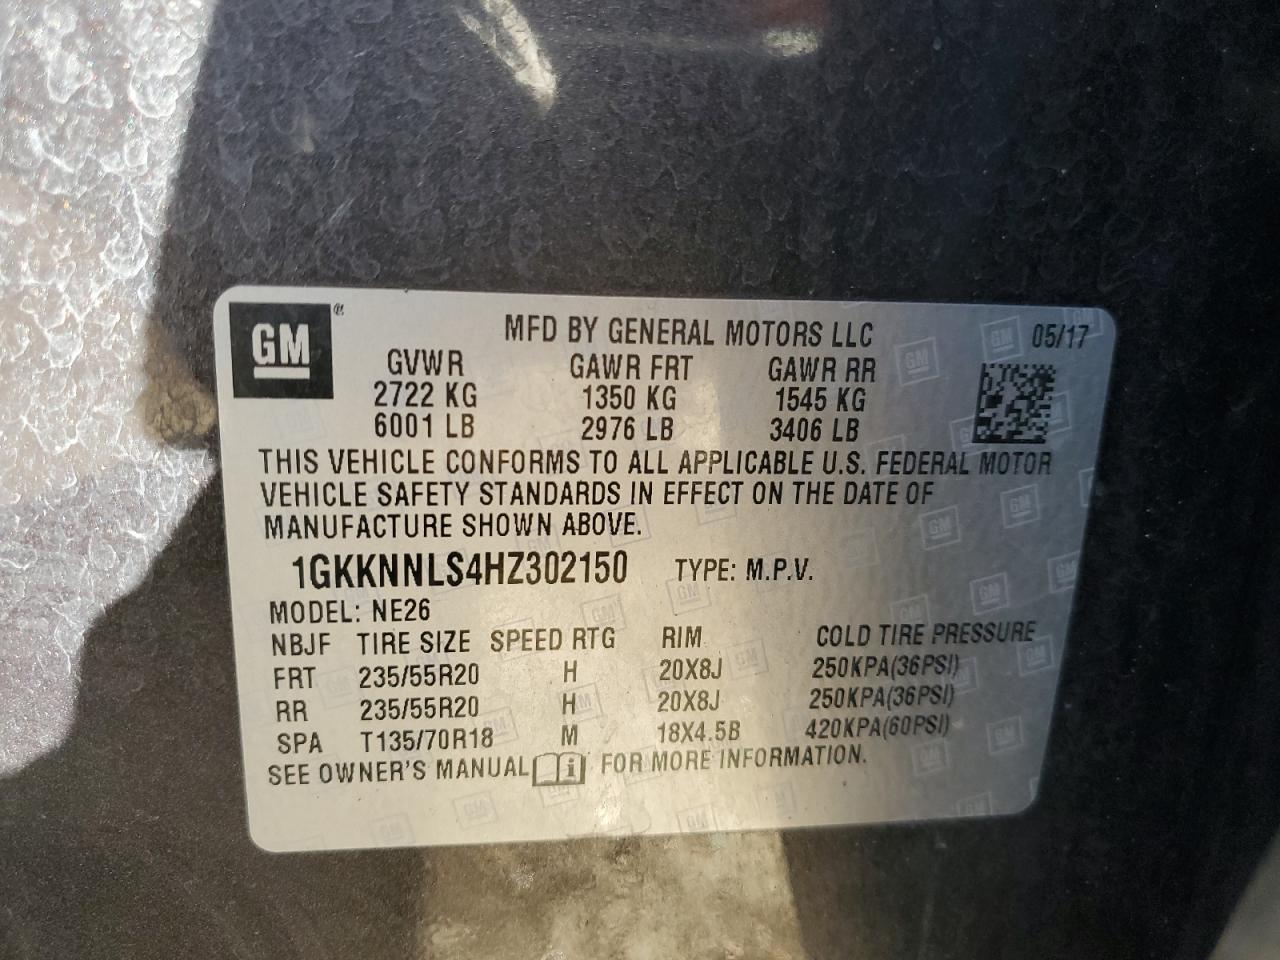 GM ®
MFD BY GENERAL MOTORS LLC 05/17
GVWR GAWR FRT GAWR RR
2722 KG 1350 KG 1545 KG
6001 LB 2976 LB 3406 LB
THIS VEHICLE CONFORMS TO ALL APPLICABLE U.S. FEDERAL MOTOR
VEHICLE SAFETY STANDARDS IN EFFECT ON THE DATE OF
MANUFACTURE SHOWN ABOVE.
1GKKNNLS4HZ302150 TYPE: M.P.V.
MODEL: NE26
NBJF TIRE SIZE SPEED RTG RIM COLD TIRE PRESSURE
FRT 235/55R20 H 20X8J 250KPA(36PSI)
RR 235/55R20 H 20X8J 250KPA(36PSI)
SPA T135/70R18 M 18X4.5B 420KPA(60PSI)
SEE OWNER'S MANUAL FOR MORE INFORMATION.